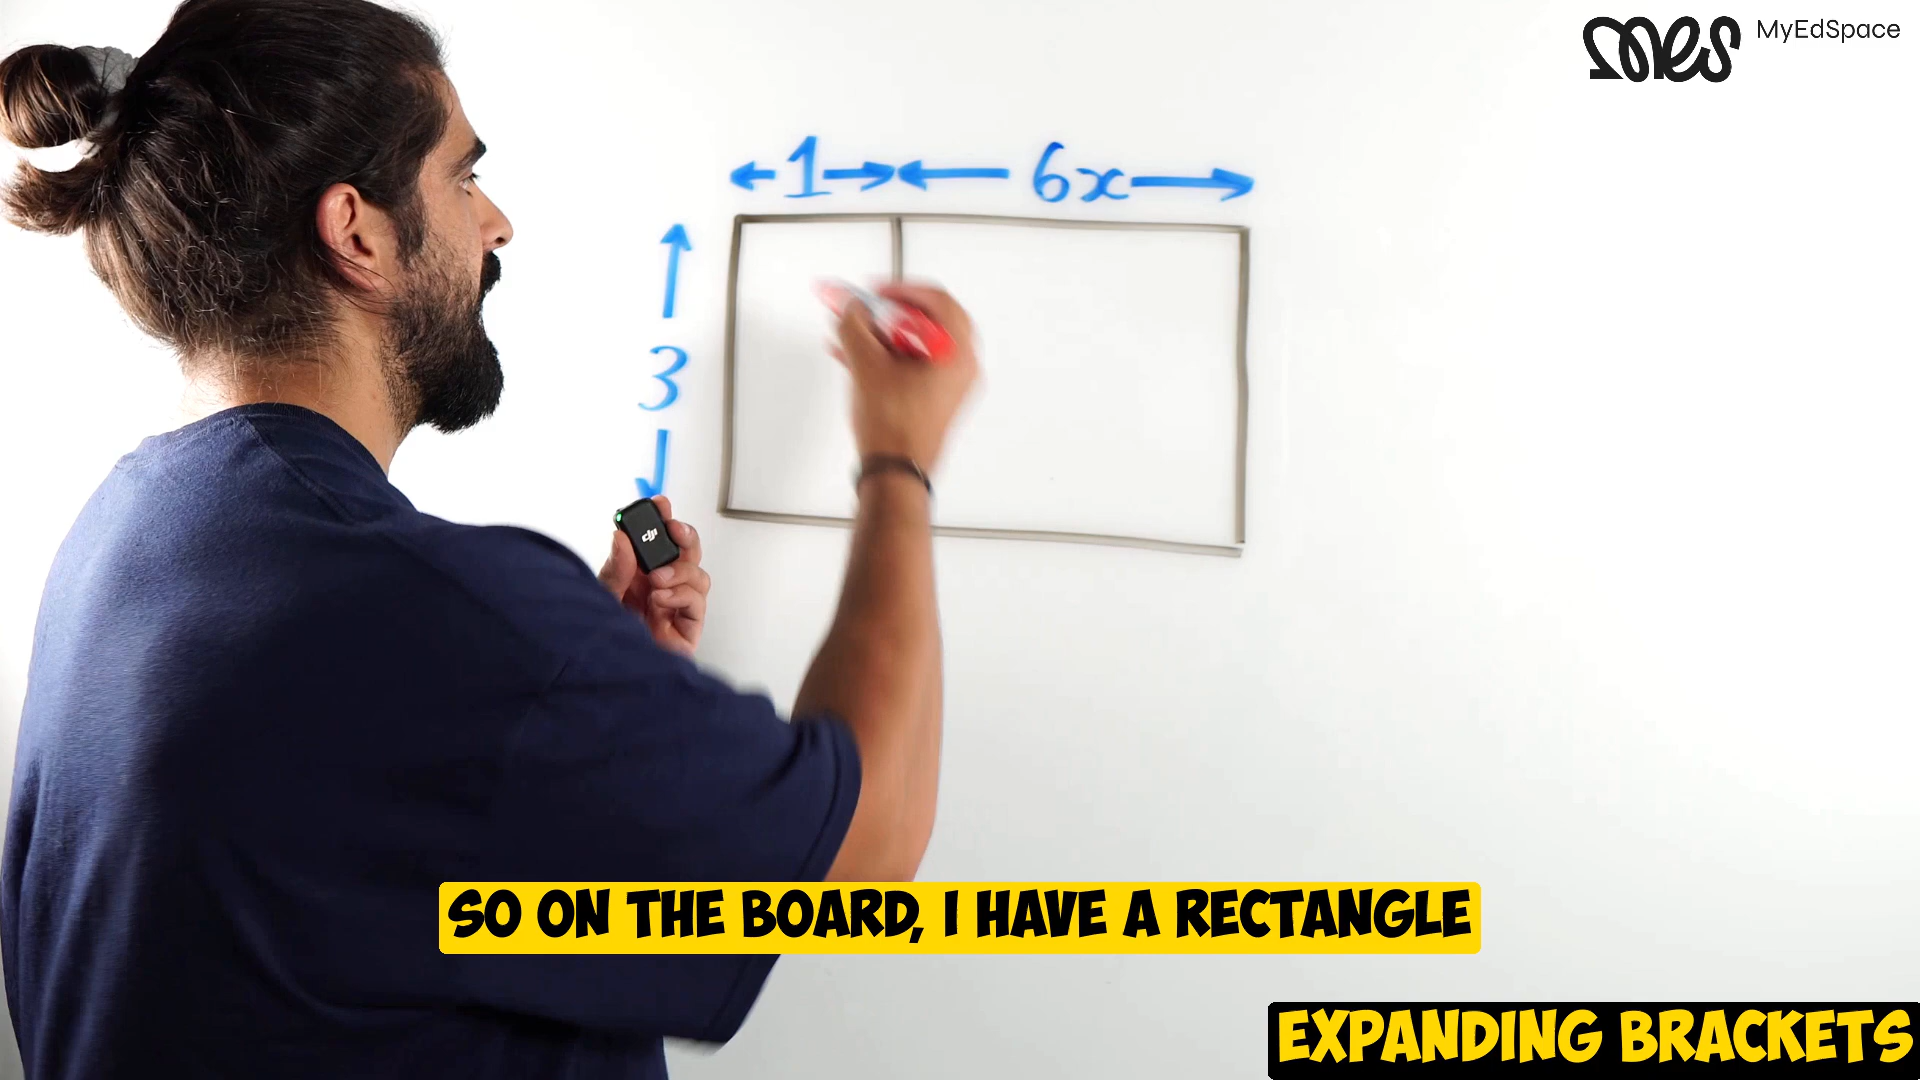 mes MyEdSpace
1 6x
3
dji
SO ON THE BOARD, I HAVE A RECTANGLE
EXPANDING BRACKETS